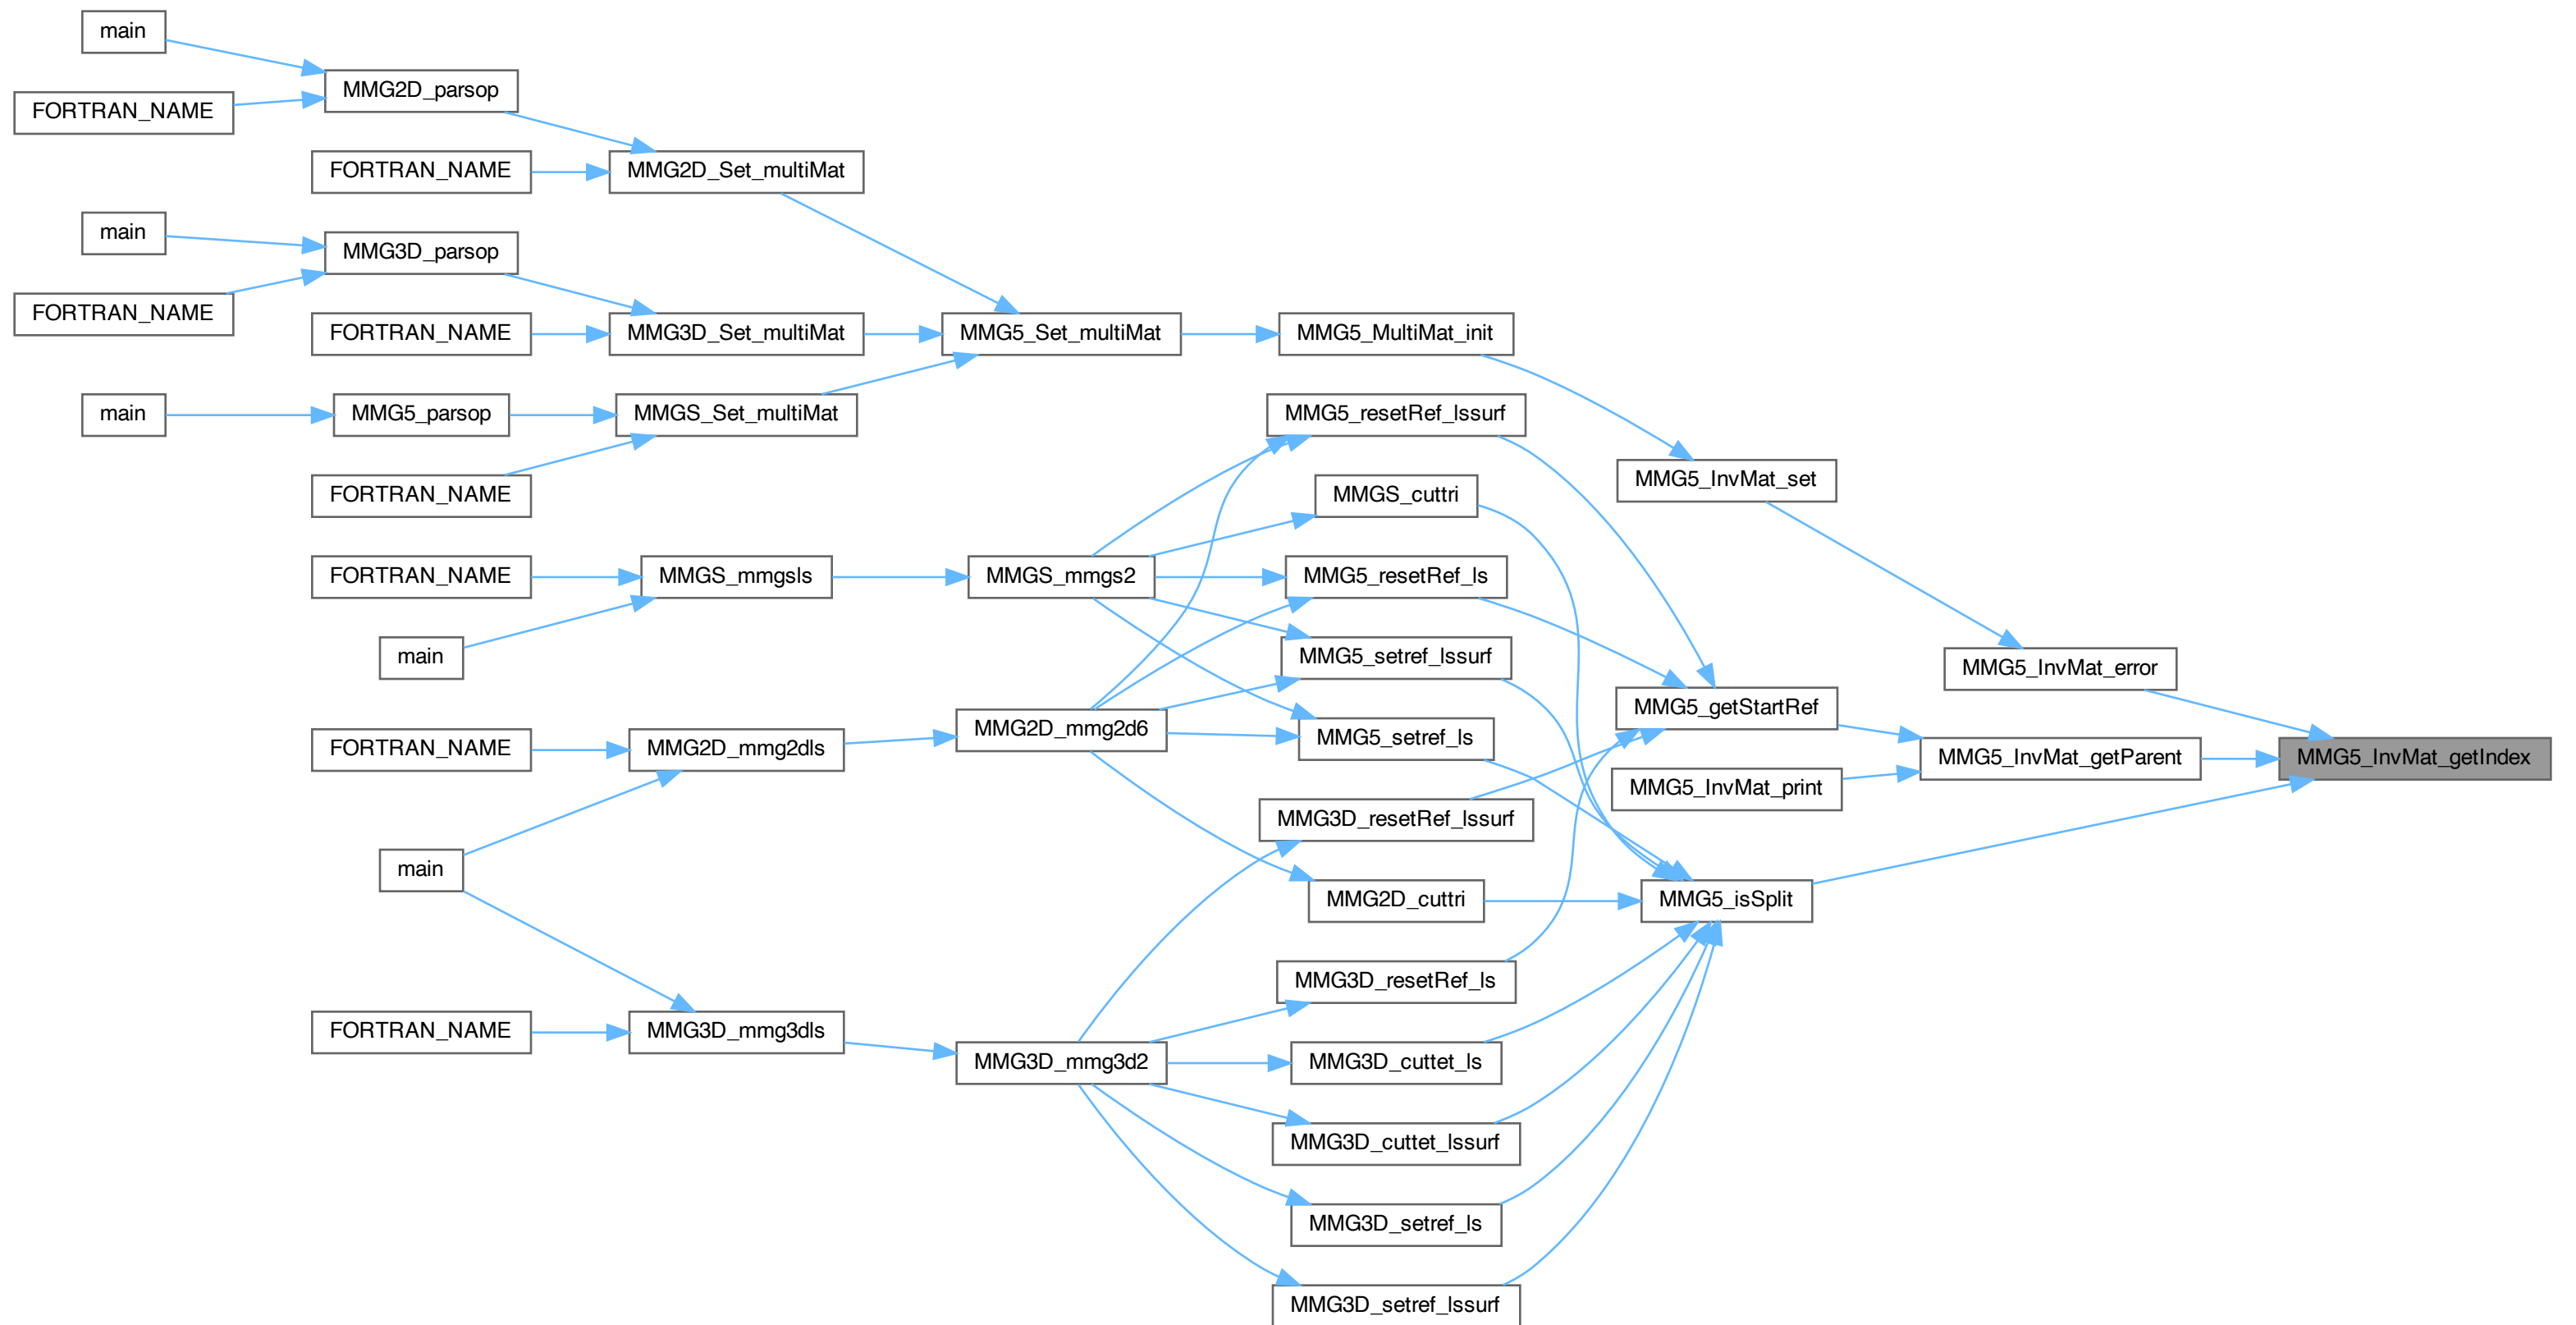 main
MMG2D_parsop
FORTRAN_NAME
FORTRAN_NAME
MMG2D_Set_multiMat
main
MMG3D_parsop
FORTRAN_NAME
FORTRAN_NAME
MMG3D_Set_multiMat
MMG5_Set_multiMat
MMG5_MultiMat_init
main
MMG5_parsop
MMGS_Set_multiMat
MMG5_resetRef_lssurf
FORTRAN_NAME
MMGS_cuttri
MMG5_InvMat_set
FORTRAN_NAME
MMGS_mmgsls
MMGS_mmgs2
MMG5_resetRef_ls
main
MMG5_setref_lssurf
MMG5_InvMat_error
MMG5_getStartRef
FORTRAN_NAME
MMG2D_mmg2dls
MMG2D_mmg2d6
MMG5_setref_ls
MMG5_InvMat_getParent
MMG5_InvMat_getIndex
MMG5_InvMat_print
MMG3D_resetRef_lssurf
main
MMG2D_cuttri
MMG5_isSplit
MMG3D_resetRef_ls
FORTRAN_NAME
MMG3D_mmg3dls
MMG3D_mmg3d2
MMG3D_cuttet_ls
MMG3D_cuttet_lssurf
MMG3D_setref_ls
MMG3D_setref_lssurf